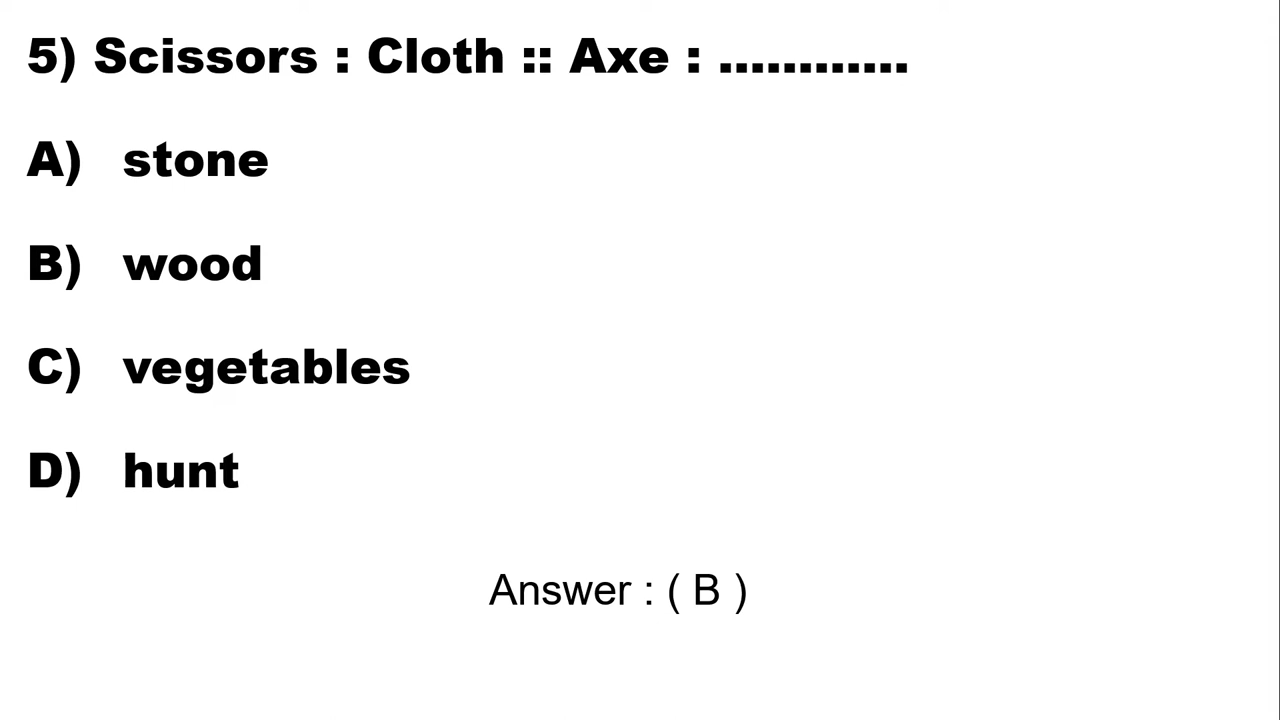 5) Scissors : Cloth :: Axe : ............
A) stone
B) wood
C) vegetables
D) hunt
Answer : ( B )